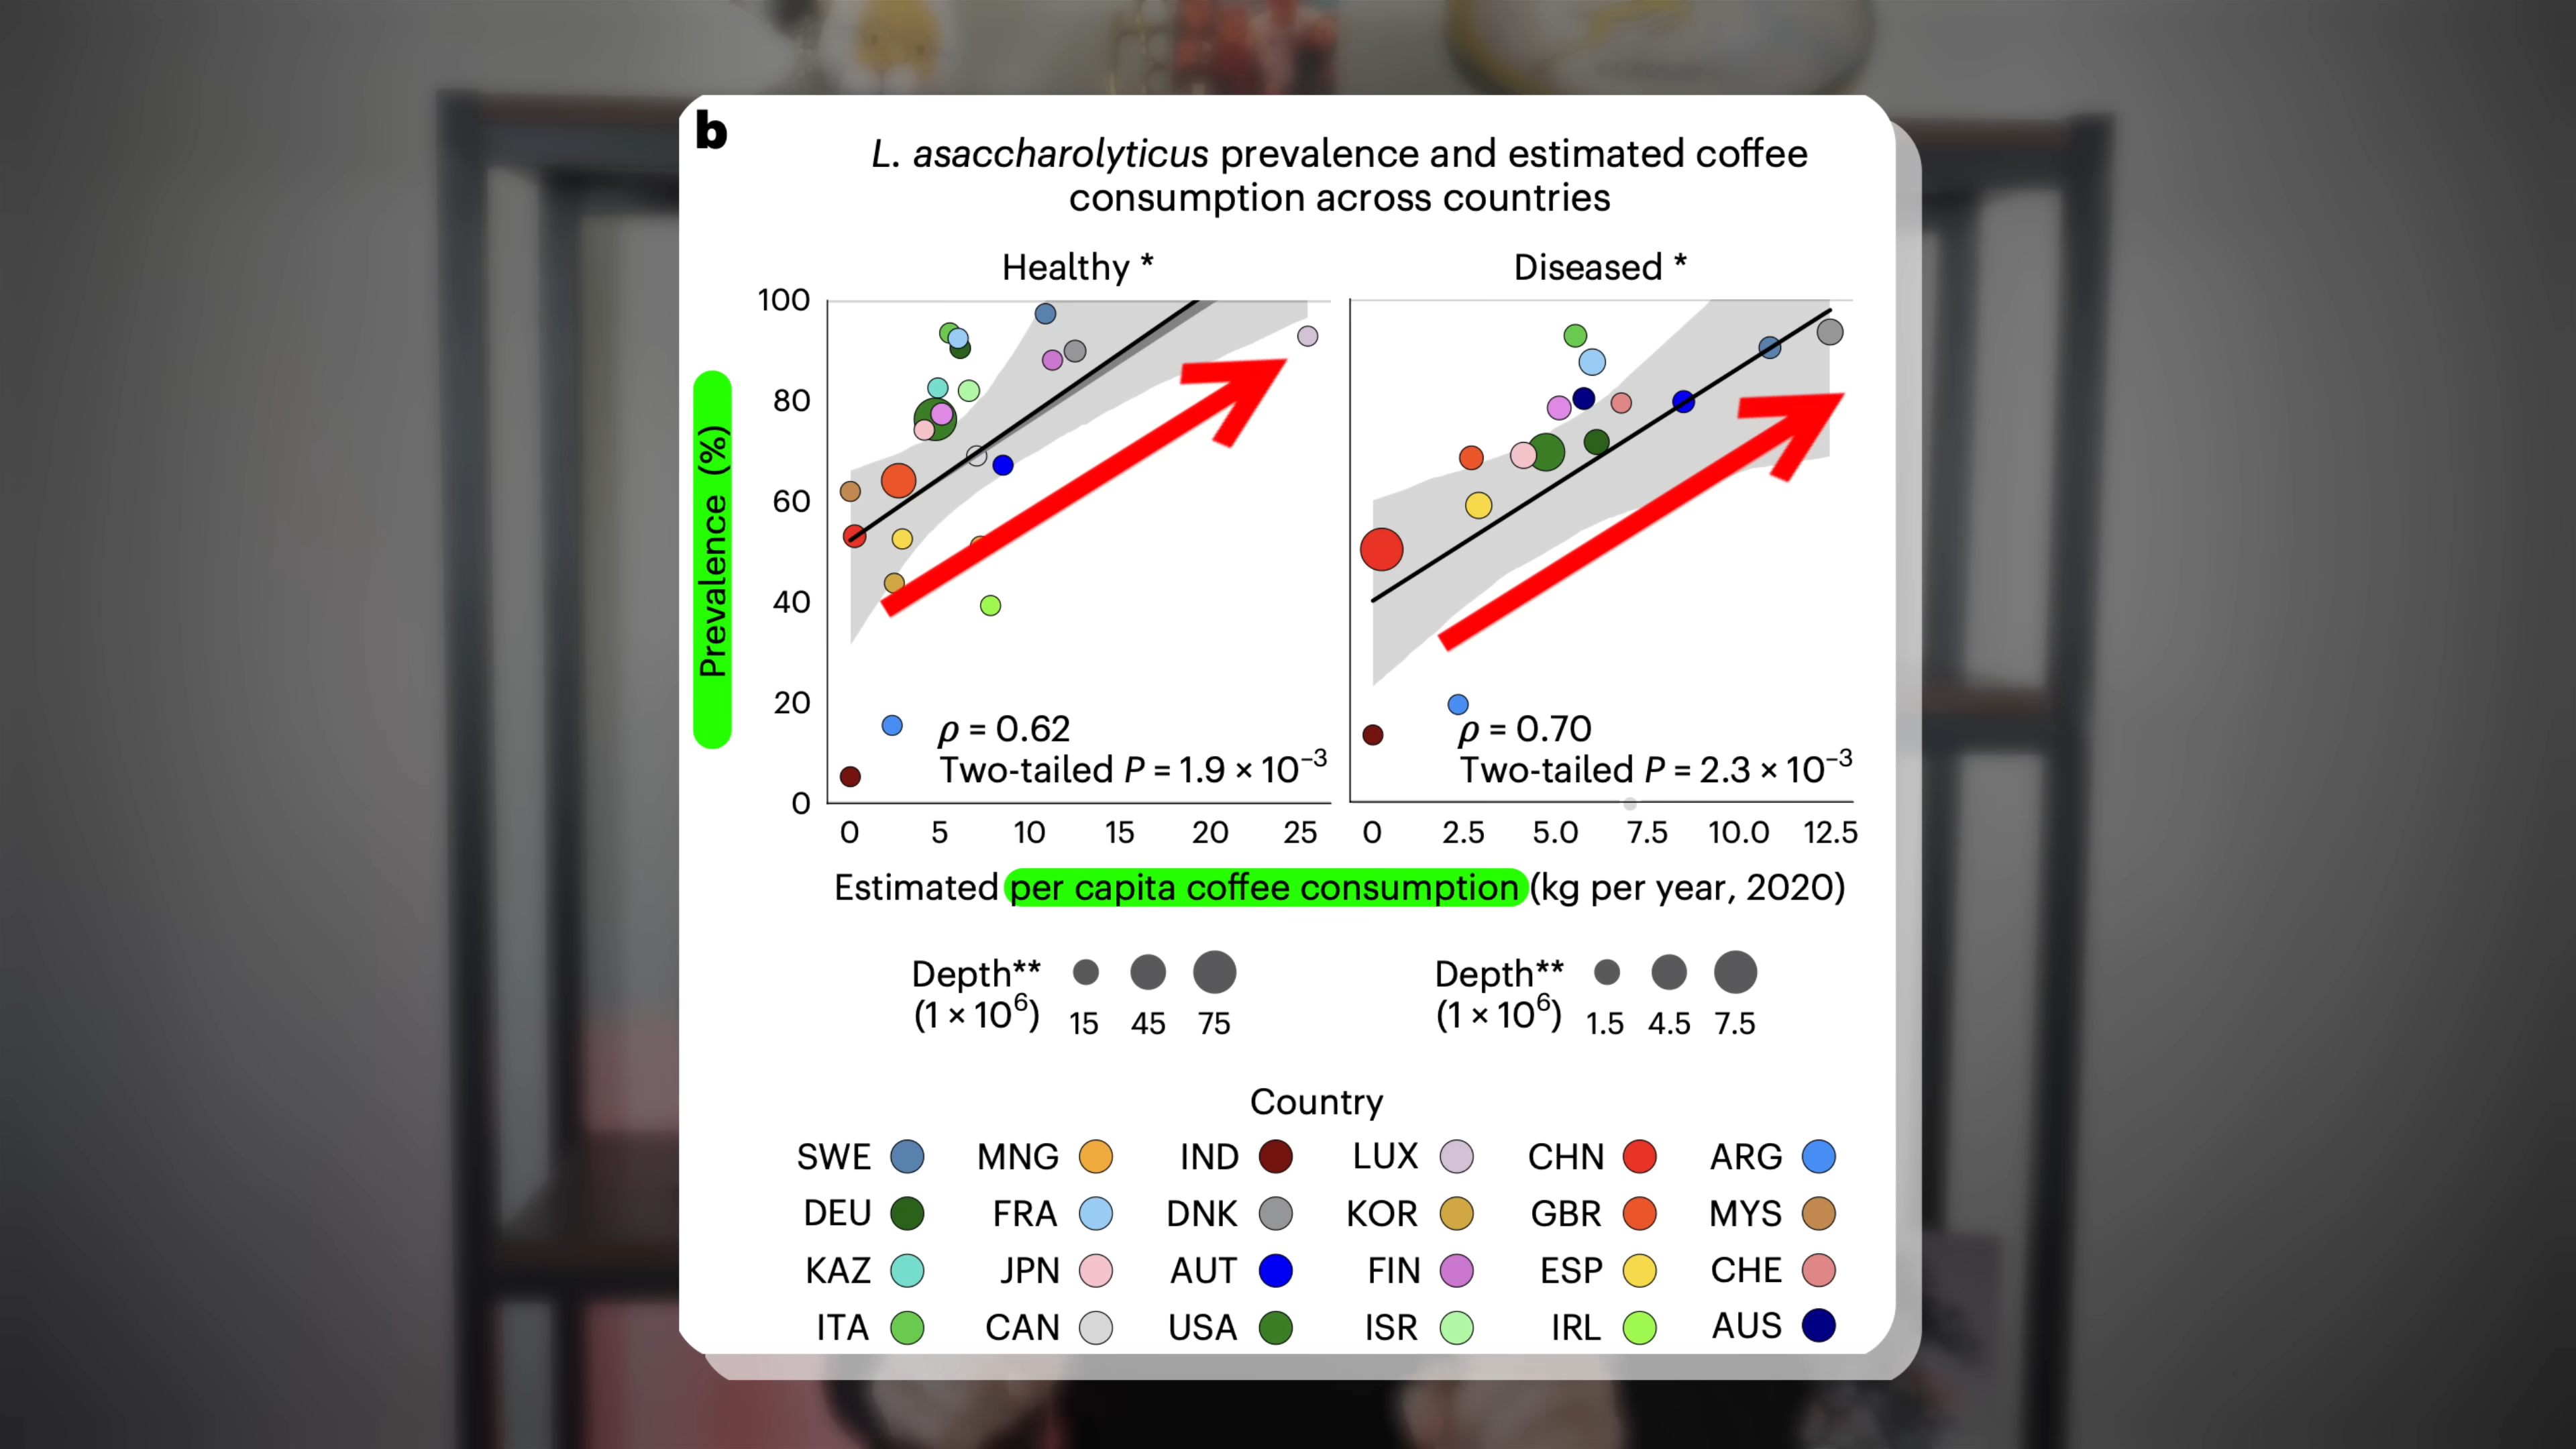 b
L. asaccharolyticus prevalence and estimated coffee
consumption across countries
Healthy *
Diseased *
Prevalence (%)
100
80
60
40
20
0
ρ = 0.62
Two-tailed P = 1.9 × 10⁻³
ρ = 0.70
Two-tailed P = 2.3 × 10⁻³
0 5 10 15 20 25
0 2.5 5.0 7.5 10.0 12.5
Estimated per capita coffee consumption (kg per year, 2020)
Depth**
(1 × 10⁶)
15 45 75
Depth**
(1 × 10⁶)
1.5 4.5 7.5
Country
SWE MNG IND LUX CHN ARG
DEU FRA DNK KOR GBR MYS
KAZ JPN AUT FIN ESP CHE
ITA CAN USA ISR IRL AUS